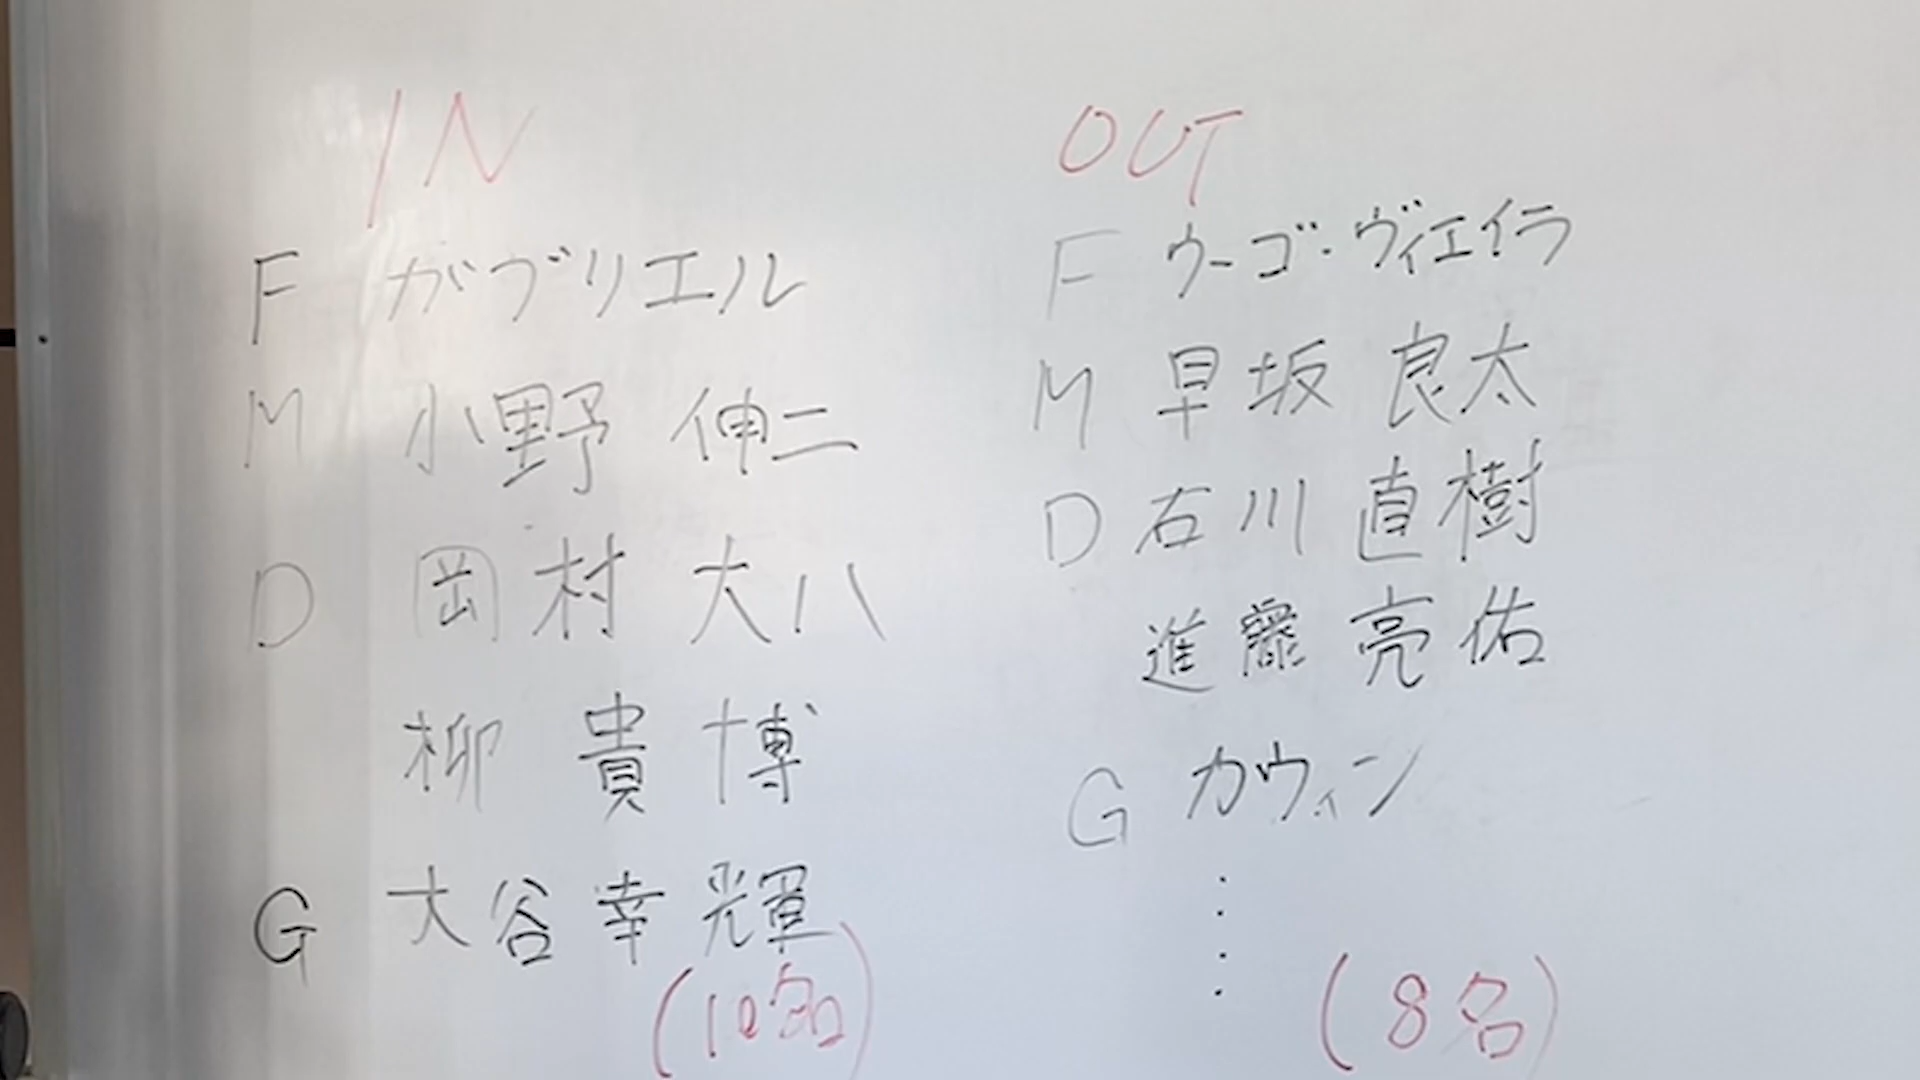 IN
F ガブリエル
M 小野 伸二
D 岡村 大八
柳 貴博
G 大谷幸輝
(10名)
OUT
F ウーゴ・ヴィエイラ
M 早坂 良太
D 石川 直樹
進藤 亮佑
G カウィン
(8名)